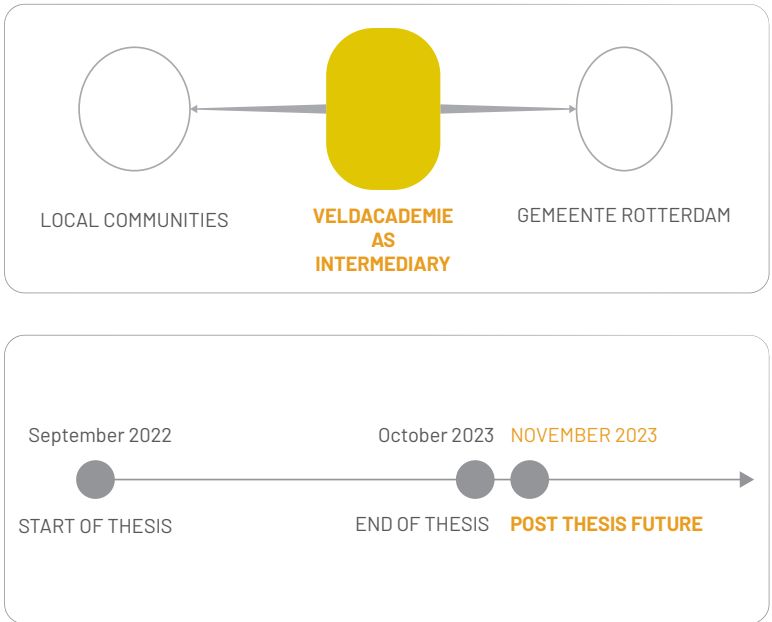 LOCAL COMMUNITIES
VELDACADEMIE
AS
INTERMEDIARY
GEMEENTE ROTTERDAM
September 2022
October 2023
NOVEMBER 2023
START OF THESIS
END OF THESIS
POST THESIS FUTURE